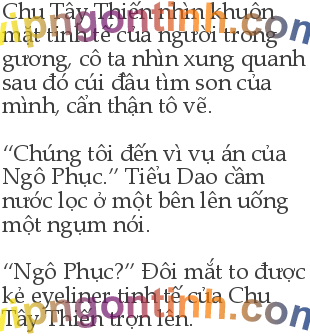 Chu Tây Thiến nhìn khuôn
mặt tinh tế của người trong
gương, cô ta nhìn xung quanh
sau đó cúi đầu tìm son của
mình, cẩn thận tô vẽ.
“Chúng tôi đến vì vụ án của
Ngô Phục.” Tiểu Dao cầm
nước lọc ở một bên lên uống
một ngụm nói.
“Ngô Phục?” Đôi mắt to được
kẻ eyeliner tinh tế của Chu
Tây Thiến trợn lên.